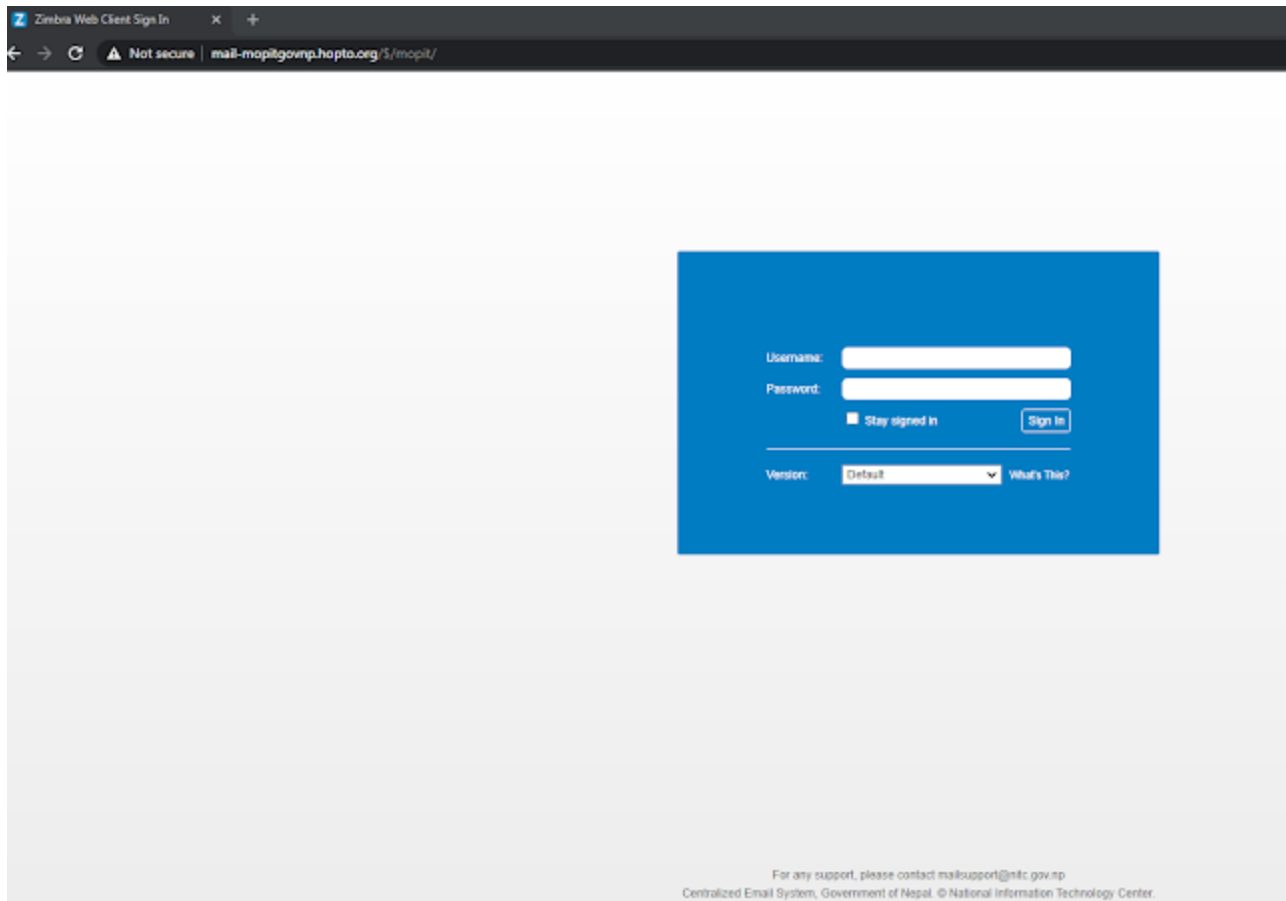 Zimbra Web Client Sign In
Not secure | mail-mopitgovnp.hopto.org/$/mopit/
Username:
Password:
Stay signed in
Sign In
Version:
Default
What's This?
For any support, please contact mailsupport@nitc.gov.np
Centralized Email System, Government of Nepal. © National Information Technology Center.